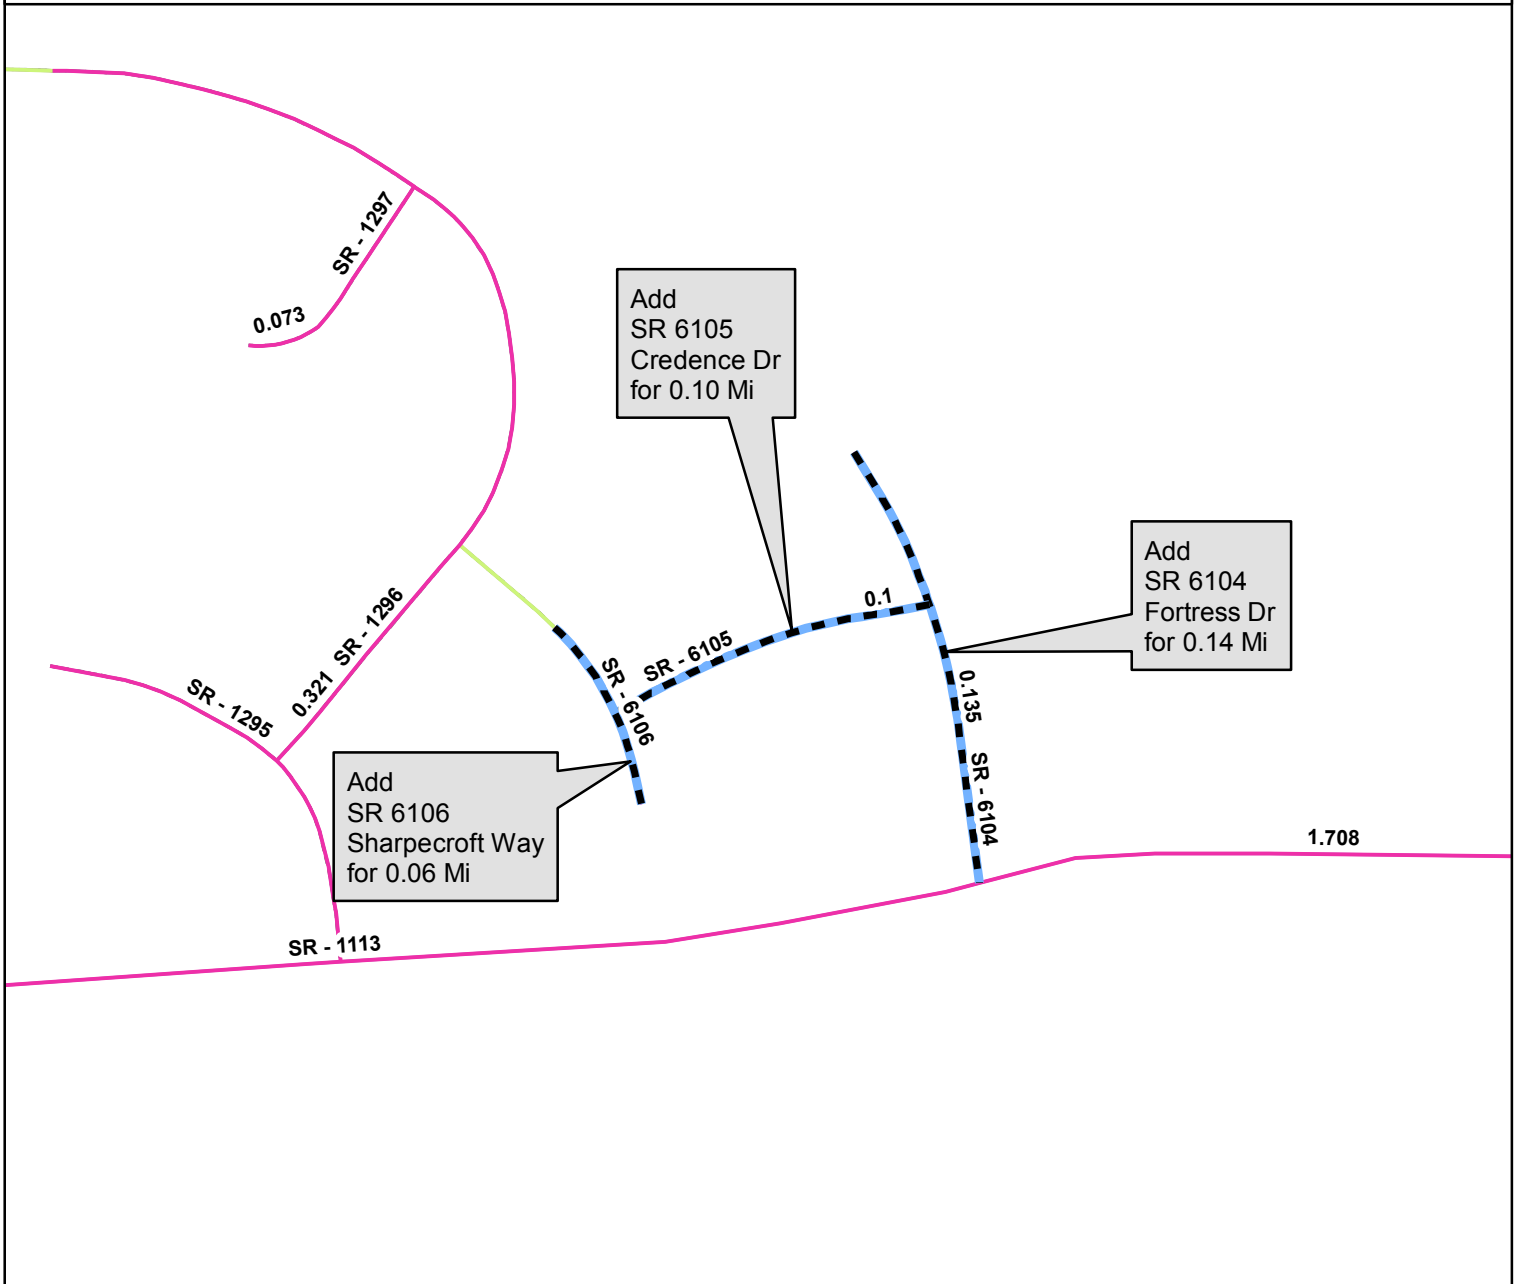 SR - 1297
0.073
Add
SR 6105
Credence Dr
for 0.10 Mi
Add
SR 6104
Fortress Dr
for 0.14 Mi
0.1
SR - 6105
SR - 1296
0.321
SR - 6106
0.135
SR - 1295
SR - 6104
Add
SR 6106
Sharpecroft Way
for 0.06 Mi
1.708
SR - 1113